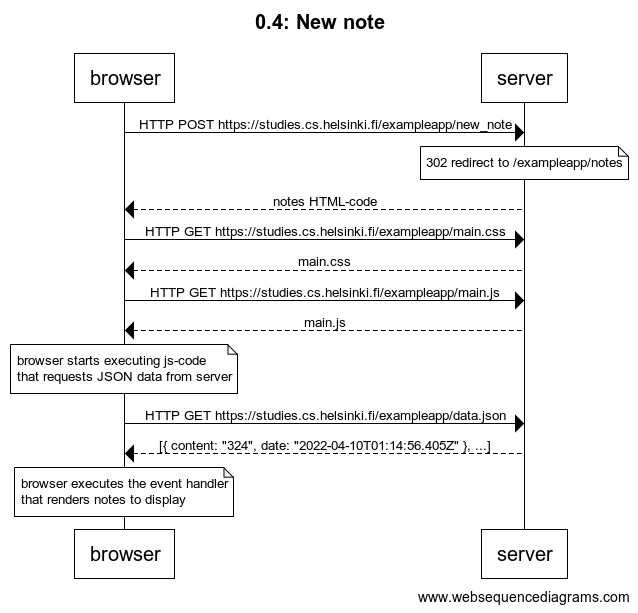 0.4: New note
browser
server
HTTP POST https://studies.cs.helsinki.fi/exampleapp/new_note
302 redirect to /exampleapp/notes
notes HTML-code
HTTP GET https://studies.cs.helsinki.fi/exampleapp/main.css
main.css
HTTP GET https://studies.cs.helsinki.fi/exampleapp/main.js
main.js
browser starts executing js-code
that requests JSON data from server
HTTP GET https://studies.cs.helsinki.fi/exampleapp/data.json
[{ content: "324", date: "2022-04-10T01:14:56.405Z" }, ...]
browser executes the event handler
that renders notes to display
browser
server
www.websequencediagrams.com